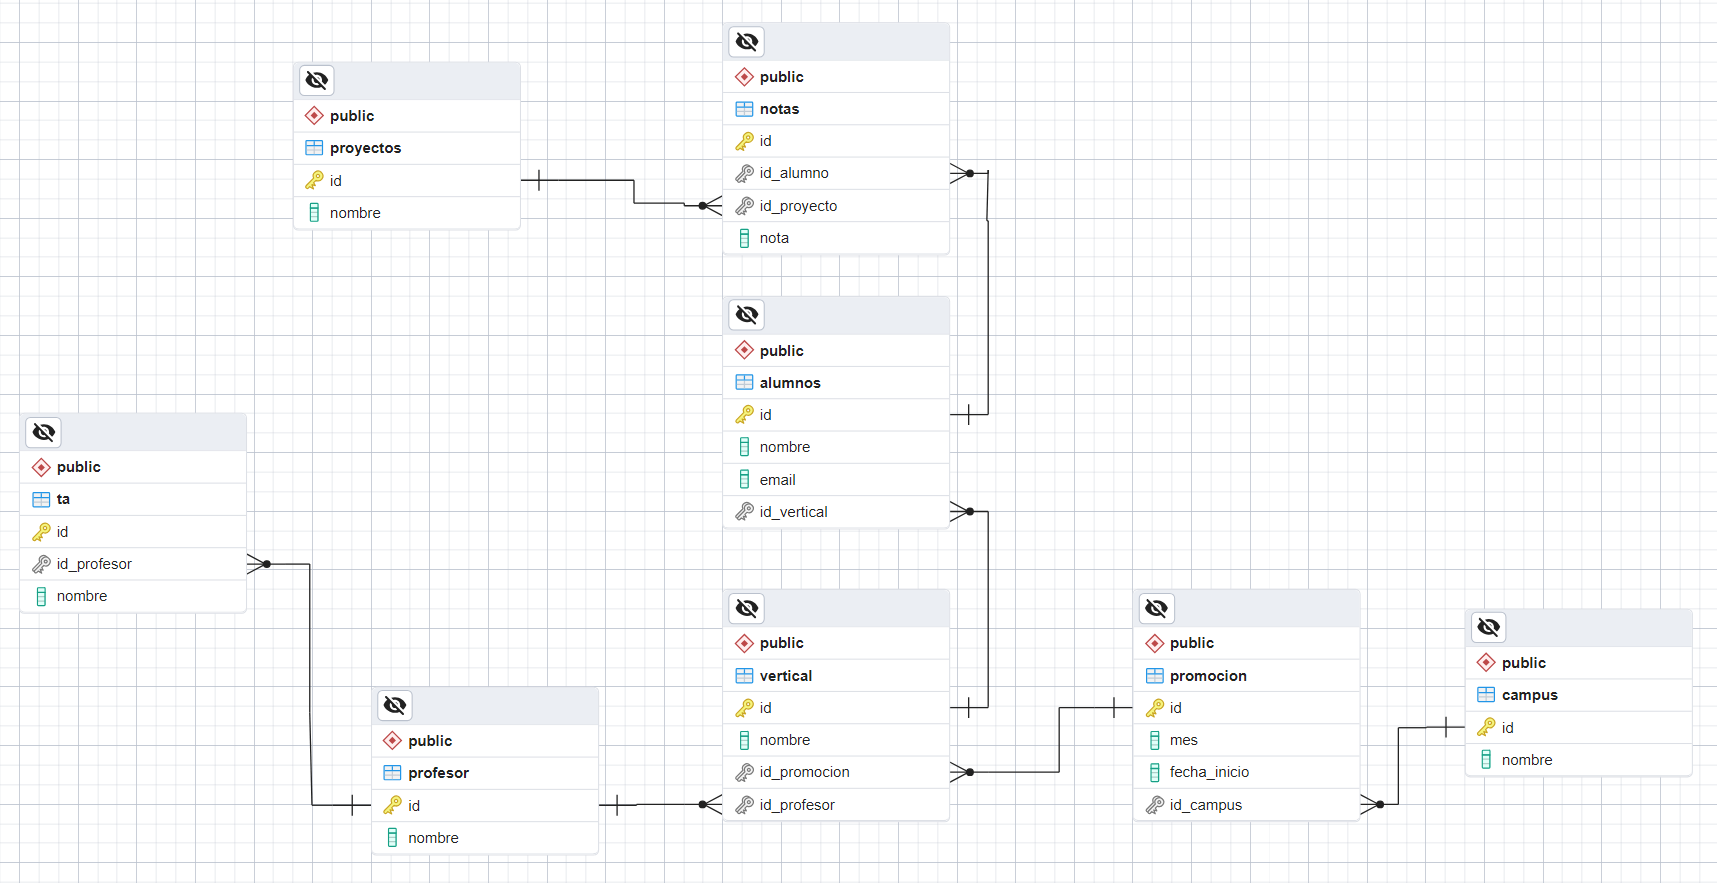 public
proyectos
id
nombre
public
notas
id
id_alumno
id_proyecto
nota
public
alumnos
id
nombre
email
id_vertical
public
ta
id
id_profesor
nombre
public
profesor
id
nombre
public
vertical
id
nombre
id_promocion
id_profesor
public
promocion
id
mes
fecha_inicio
id_campus
public
campus
id
nombre